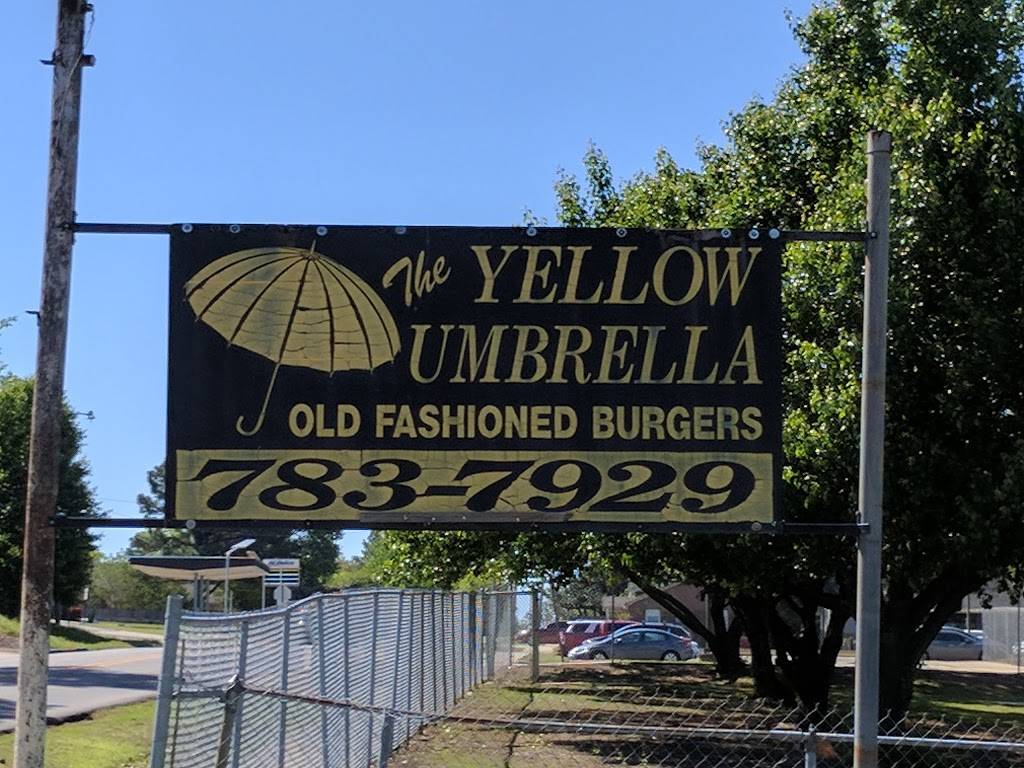 The YELLOW
UMBRELLA
OLD FASHIONED BURGERS
783-7929